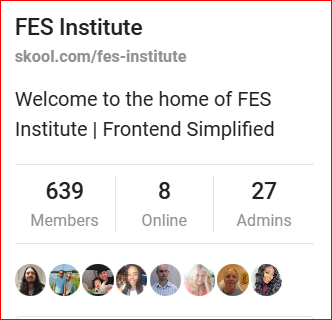 FES Institute
skool.com/fes-institute
Welcome to the home of FES
Institute | Frontend Simplified
639 8 27
Members Online Admins